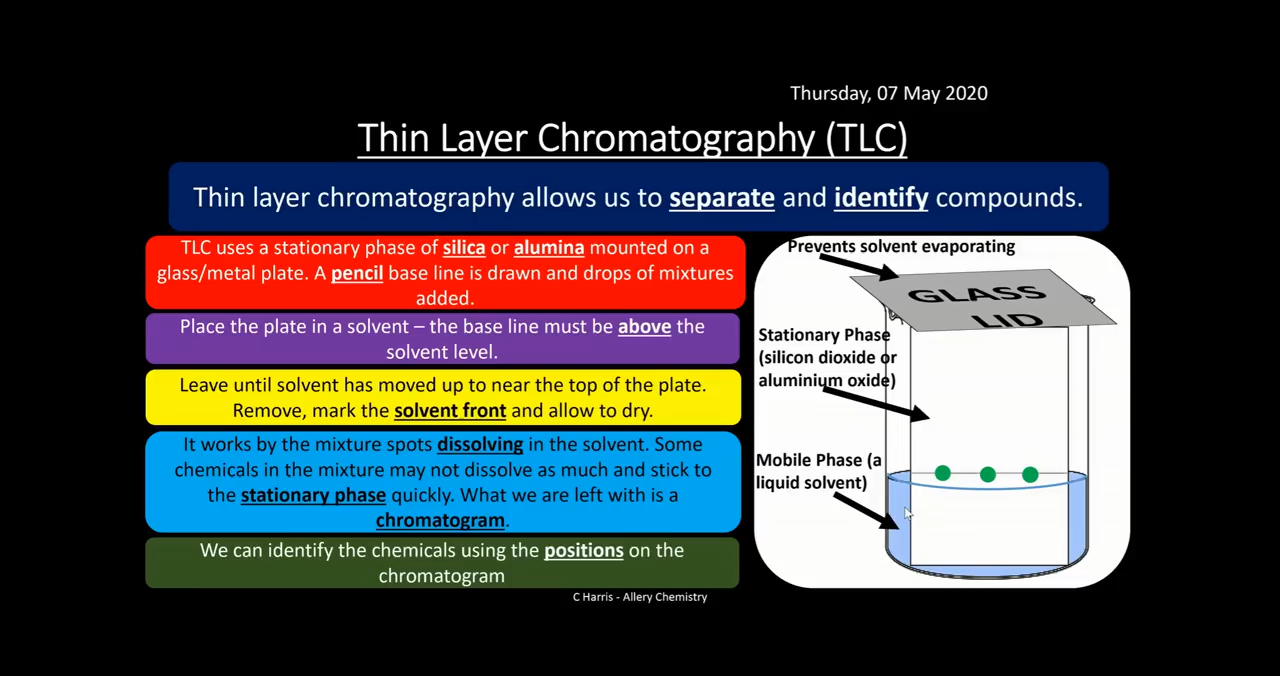 Thursday, 07 May 2020
Thin Layer Chromatography (TLC)
Thin layer chromatography allows us to separate and identify compounds.
TLC uses a stationary phase of silica or alumina mounted on a
glass/metal plate. A pencil base line is drawn and drops of mixtures
added.
Place the plate in a solvent – the base line must be above the
solvent level.
Leave until solvent has moved up to near the top of the plate.
Remove, mark the solvent front and allow to dry.
It works by the mixture spots dissolving in the solvent. Some
chemicals in the mixture may not dissolve as much and stick to
the stationary phase quickly. What we are left with is a
chromatogram.
We can identify the chemicals using the positions on the
chromatogram
Prevents solvent evaporating
GLASS
LID
Stationary Phase
(silicon dioxide or
aluminium oxide)
Mobile Phase (a
liquid solvent)
C Harris - Allery Chemistry